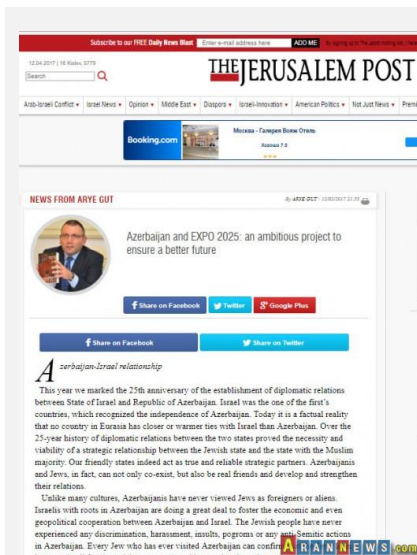 Subscribe to our FREE Daily News Blast Enter e-mail address here ADD ME
12.04.2017 | 16 Kislev, 5778
Search
THE JERUSALEM POST
Arab-Israeli Conflict Israel News Opinion Middle East Diaspora Israeli-Innovation American Politics Not Just News
Booking.com
Москва - Галерея Вояж Отель
Хорошо 7.0
NEWS FROM ARYE GUT
By ARYE GUT
Azerbaijan and EXPO 2025: an ambitious project to
ensure a better future
Share on Facebook Twitter Google Plus
Share on Facebook Share on Twitter
Azerbaijan-Israel relationship
This year we marked the 25th anniversary of the establishment of diplomatic relations
between State of Israel and Republic of Azerbaijan. Israel was the one of the first's
countries, which recognized the independence of Azerbaijan. Today it is a factual reality
that no country in Eurasia has closer or warmer ties with Israel than Azerbaijan. Over the
25-year history of diplomatic relations between the two states proved the necessity and
viability of a strategic relationship between the Jewish state and the state with the Muslim
majority. Our friendly states indeed act as true and reliable strategic partners. Azerbaijanis
and Jews, in fact, can not only co-exist, but also be real friends and develop and strengthen
their relations.
Unlike many cultures, Azerbaijanis have never viewed Jews as foreigners or aliens.
Israelis with roots in Azerbaijan are doing a great deal to foster the economic and even
geopolitical cooperation between Azerbaijan and Israel. The Jewish people have never
experienced any discrimination, harassment, insults, pogroms or any anti-Semitic actions
in Azerbaijan. Every Jew who has ever visited Azerbaijan can confirm
ARANNEWS.com